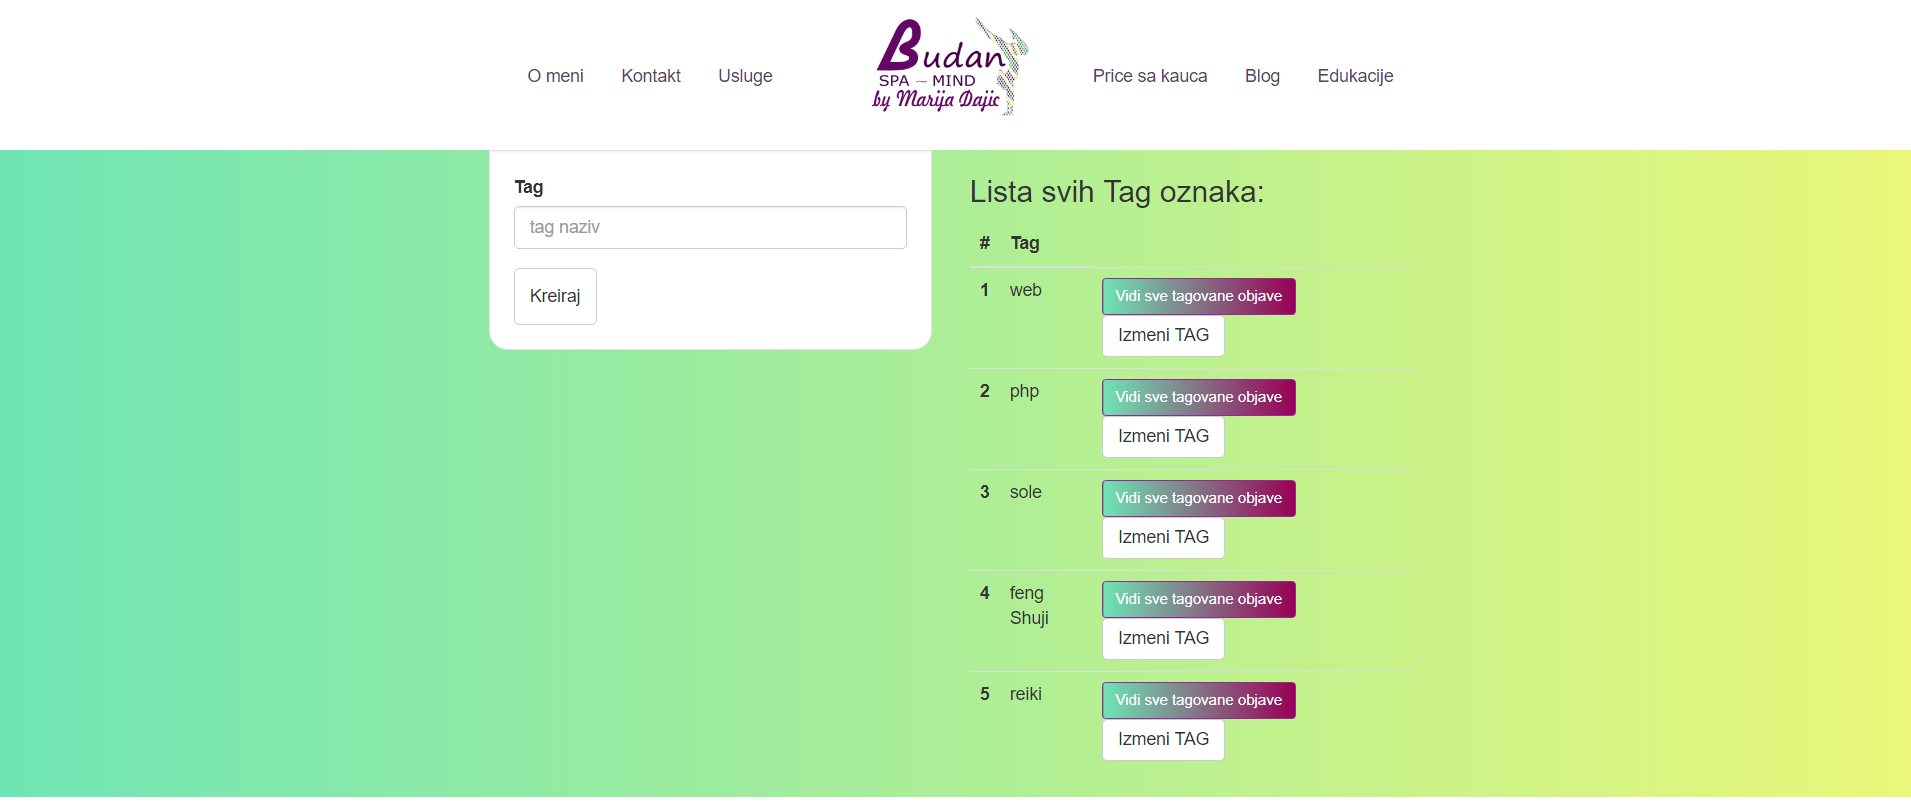 O meni Kontakt Usluge
Budan
SPA ~ MIND
by Marija Dajic
Price sa kauca Blog Edukacije
Tag
tag naziv
Kreiraj
Lista svih Tag oznaka:
# Tag
1 web Vidi sve tagovane objave
Izmeni TAG
2 php Vidi sve tagovane objave
Izmeni TAG
3 sole Vidi sve tagovane objave
Izmeni TAG
4 feng Vidi sve tagovane objave
Shuji
Izmeni TAG
5 reiki Vidi sve tagovane objave
Izmeni TAG